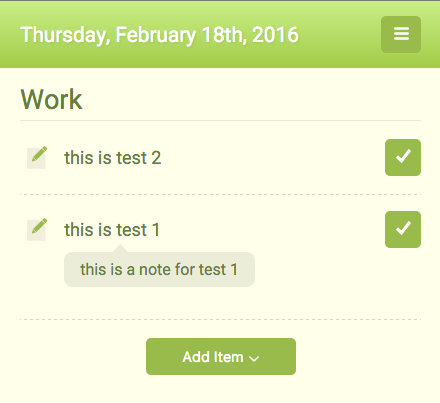 Thursday, February 18th, 2016
Work
this is test 2
this is test 1
this is a note for test 1
Add Item